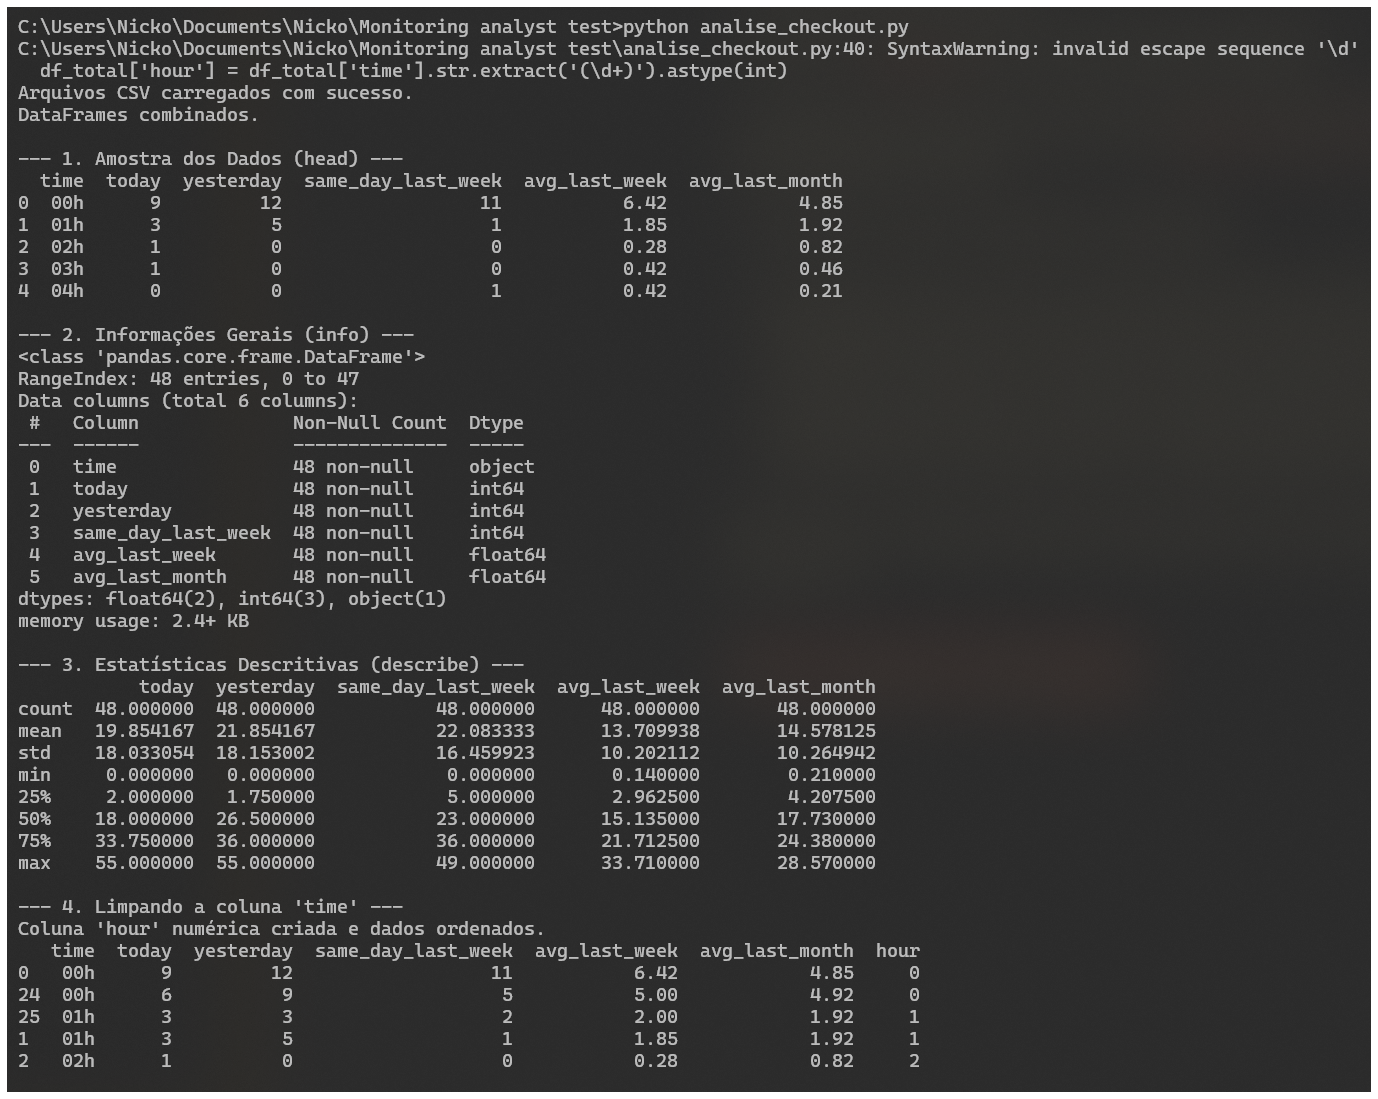 C:\Users\Nicko\Documents\Nicko\Monitoring analyst test>python analise_checkout.py
C:\Users\Nicko\Documents\Nicko\Monitoring analyst test\analise_checkout.py:40: SyntaxWarning: invalid escape sequence '\d'
  df_total['hour'] = df_total['time'].str.extract('(\d+)').astype(int)
Arquivos CSV carregados com sucesso.
DataFrames combinados.

--- 1. Amostra dos Dados (head) ---
  time  today  yesterday  same_day_last_week  avg_last_week  avg_last_month
0  00h      9         12                  11           6.42            4.85
1  01h      3          5                   1           1.85            1.92
2  02h      1          0                   0           0.28            0.82
3  03h      1          0                   0           0.42            0.46
4  04h      0          0                   1           0.42            0.21

--- 2. Informações Gerais (info) ---
<class 'pandas.core.frame.DataFrame'>
RangeIndex: 48 entries, 0 to 47
Data columns (total 6 columns):
 #   Column              Non-Null Count  Dtype
---  ------              --------------  -----
 0   time                48 non-null     object
 1   today               48 non-null     int64
 2   yesterday           48 non-null     int64
 3   same_day_last_week  48 non-null     int64
 4   avg_last_week       48 non-null     float64
 5   avg_last_month      48 non-null     float64
dtypes: float64(2), int64(3), object(1)
memory usage: 2.4+ KB

--- 3. Estatísticas Descritivas (describe) ---
           today  yesterday  same_day_last_week  avg_last_week  avg_last_month
count  48.000000  48.000000           48.000000      48.000000       48.000000
mean   19.854167  21.854167           22.083333      13.709938       14.578125
std    18.033054  18.153002           16.459923      10.202112       10.264942
min     0.000000   0.000000            0.000000       0.140000        0.210000
25%     2.000000   1.750000            5.000000       2.962500        4.207500
50%    18.000000  26.500000           23.000000      15.135000       17.730000
75%    33.750000  36.000000           36.000000      21.712500       24.380000
max    55.000000  55.000000           49.000000      33.710000       28.570000

--- 4. Limpando a coluna 'time' ---
Coluna 'hour' numérica criada e dados ordenados.
   time  today  yesterday  same_day_last_week  avg_last_week  avg_last_month  hour
0   00h      9         12                  11           6.42            4.85     0
24  00h      6          9                   5           5.00            4.92     0
25  01h      3          3                   2           2.00            1.92     1
1   01h      3          5                   1           1.85            1.92     1
2   02h      1          0                   0           0.28            0.82     2